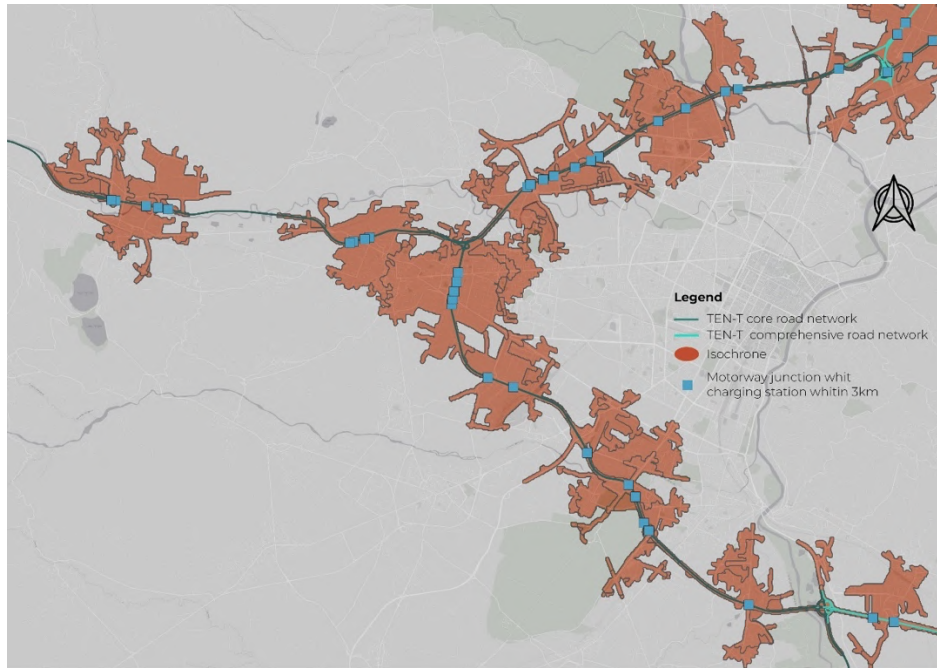 Legend
TEN-T core road network
TEN-T comprehensive road network
Isochrone
Motorway junction whit
charging station whitin 3km